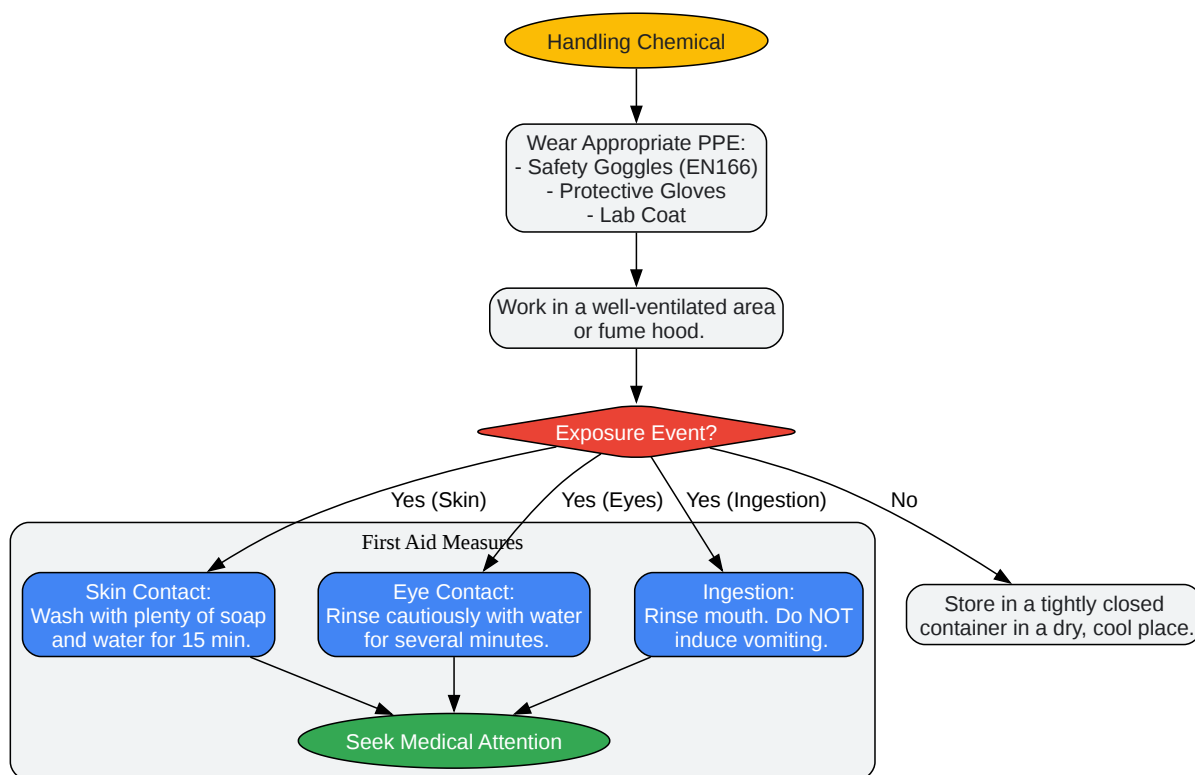 Handling Chemical
Wear Appropriate PPE:
- Safety Goggles (EN166)
- Protective Gloves
- Lab Coat
Work in a well-ventilated area
or fume hood.
Exposure Event?
Yes (Skin)
Yes (Eyes)
Yes (Ingestion)
No
First Aid Measures
Skin Contact:
Wash with plenty of soap
and water for 15 min.
Eye Contact:
Rinse cautiously with water
for several minutes.
Ingestion:
Rinse mouth. Do NOT
induce vomiting.
Store in a tightly closed
container in a dry, cool place.
Seek Medical Attention